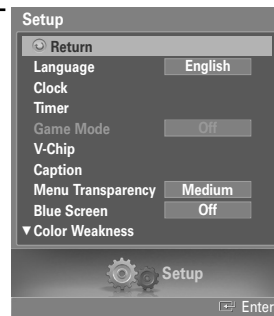 Setup
Return
Language English
Clock
Timer
Game Mode Off
V-Chip
Caption
Menu Transparency Medium
Blue Screen Off
▼Color Weakness
Setup
Enter